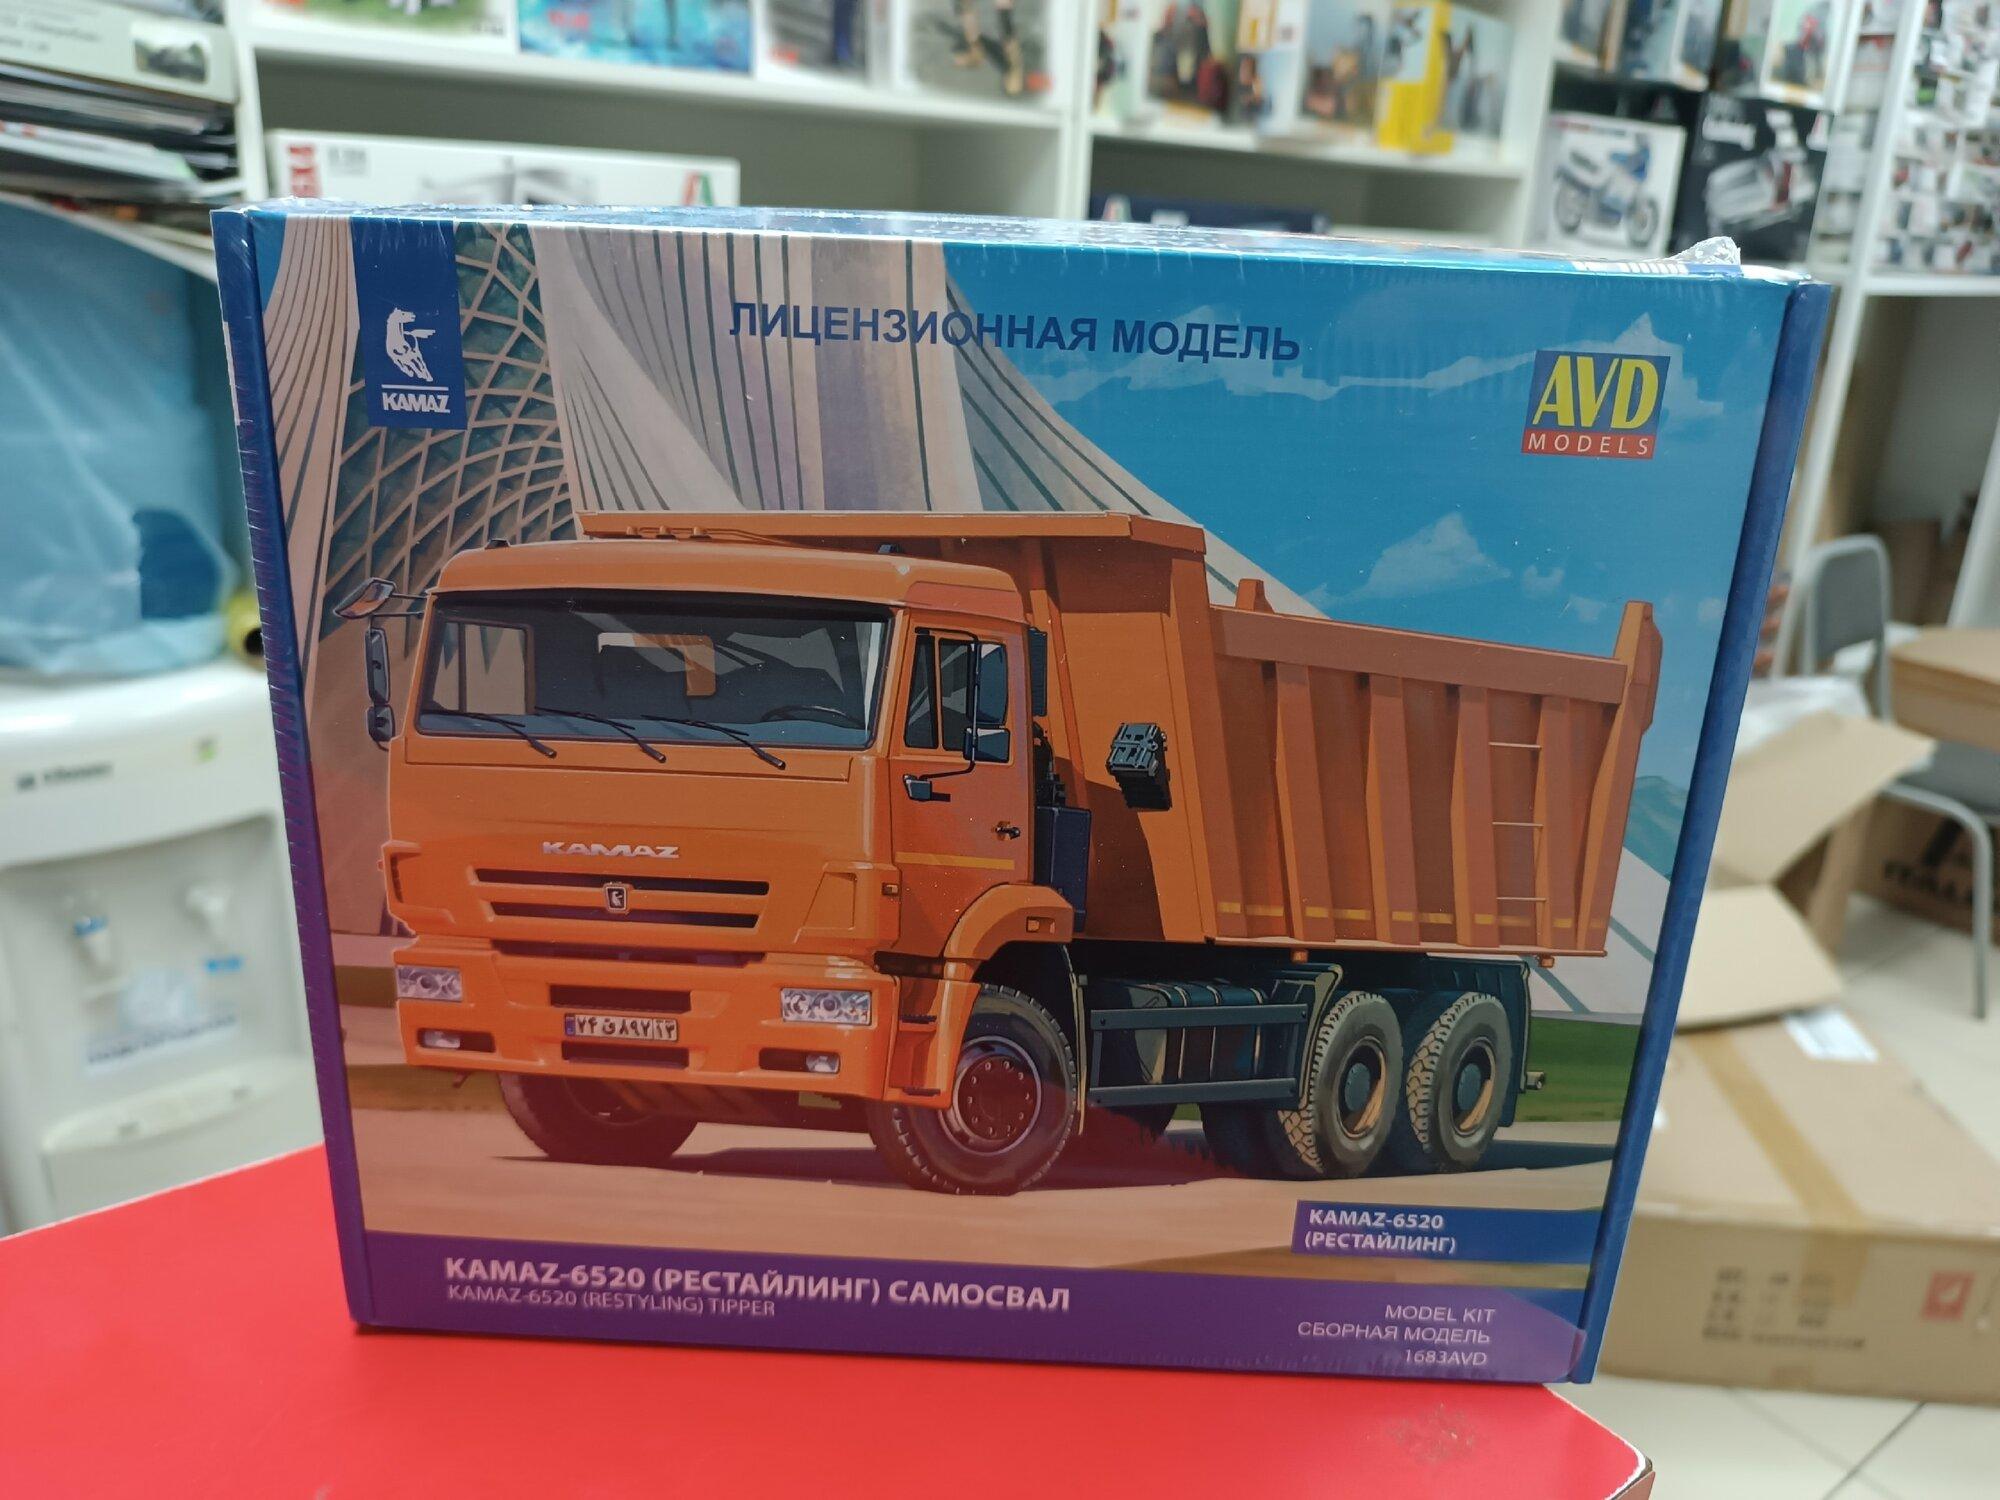 ЛИЦЕНЗИОННАЯ МОДЕЛЬ
KAMAZ
AVD
MODELS
KAMAZ
KAMAZ-6520
(РЕСТАЙЛИНГ)
KAMAZ-6520 (РЕСТАЙЛИНГ) САМОСВАЛ
KAMAZ-6520 (RESTYLING) TIPPER
MODEL KIT
СБОРНАЯ МОДЕЛЬ
1683AVD